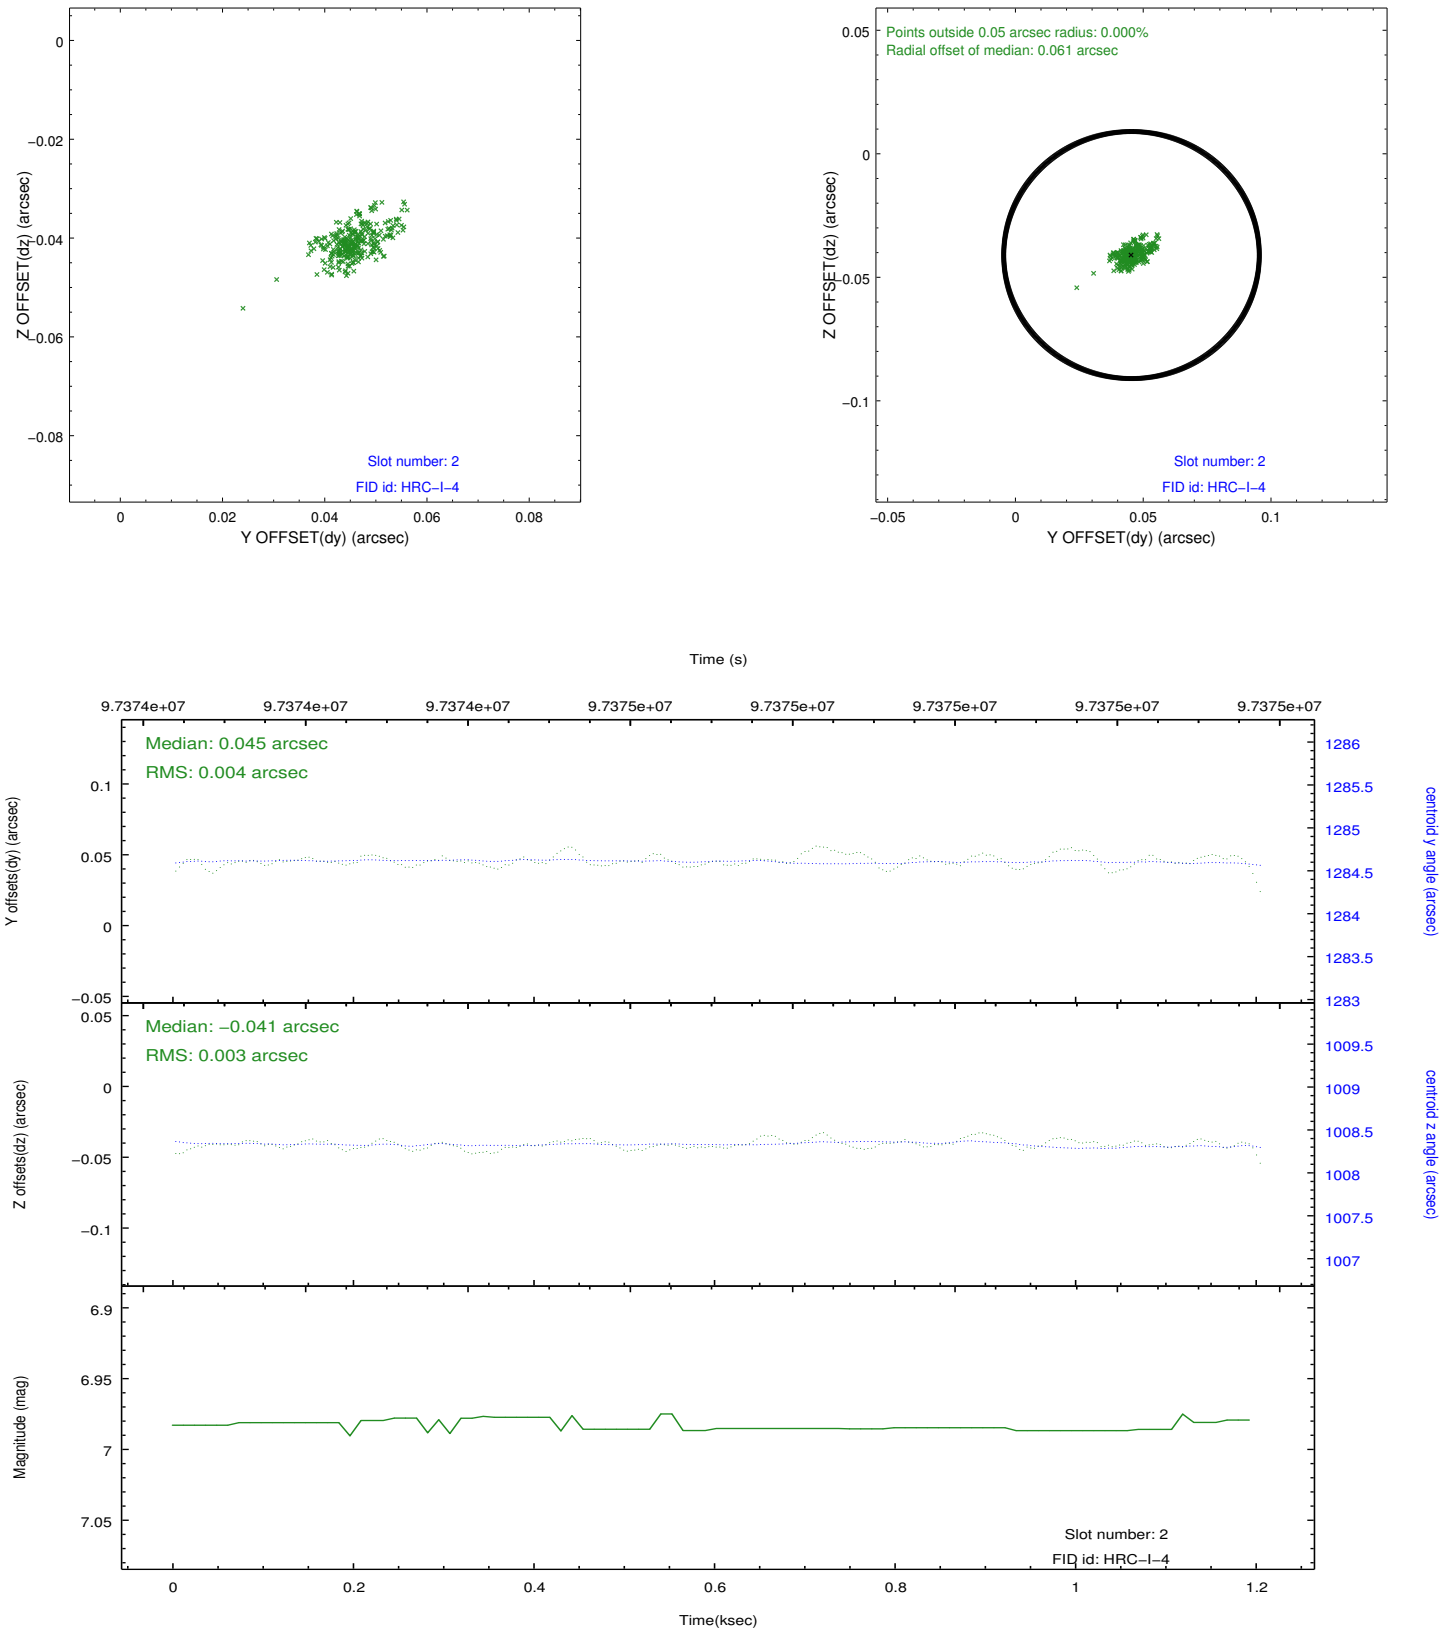 0
−0.02
−0.04
−0.06
−0.08
Z OFFSET(dz) (arcsec)
Slot number: 2
FID id: HRC−I−4
0 0.02 0.04 0.06 0.08
Y OFFSET(dy) (arcsec)
Points outside 0.05 arcsec radius: 0.000%
Radial offset of median: 0.061 arcsec
0.05
0
−0.05
−0.1
Z OFFSET(dz) (arcsec)
Slot number: 2
FID id: HRC−I−4
−0.05 0 0.05 0.1
Y OFFSET(dy) (arcsec)
Time (s)
9.7374e+07 9.7374e+07 9.7374e+07 9.7375e+07 9.7375e+07 9.7375e+07 9.7375e+07 9.7375e+07
Median: 0.045 arcsec
RMS: 0.004 arcsec
0.1
0.05
0
−0.05
Y offsets(dy) (arcsec)
1286
1285.5
1285
1284.5
1284
1283.5
1283
centroid y angle (arcsec)
Median: −0.041 arcsec
RMS: 0.003 arcsec
0.05
0
−0.05
−0.1
Z offsets(dz) (arcsec)
1009.5
1009
1008.5
1008
1007.5
1007
centroid z angle (arcsec)
6.9
6.95
7
7.05
Magnitude (mag)
Slot number: 2
FID id: HRC−I−4
0 0.2 0.4 0.6 0.8 1 1.2
Time(ksec)